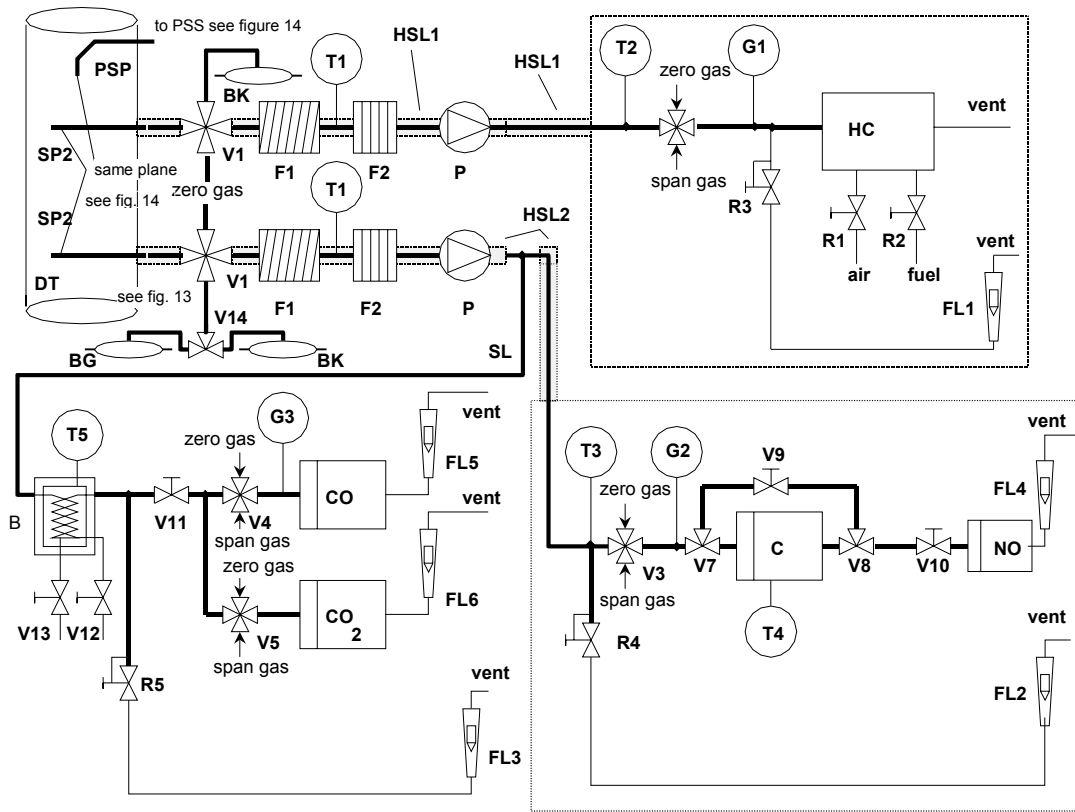 to PSS see figure 14
PSP
HSL1
T1
BK
HSL1
T2
G1
zero gas
vent
HC
SP2
V1
same plane
F1
F2
P
span gas
R3
zero gas
T1
see fig. 14
SP2
HSL2
R1
R2
vent
air
fuel
DT
see fig. 13
V1
F1
F2
P
FL1
V14
BG
BK
SL
vent
T5
G3
zero gas
FL5
vent
T3
G2
V9
FL4
vent
zero gas
B
CO
V11
V4
span gas
vent
C
NO
V3
V7
V8
V10
span gas
zero gas
FL6
CO
2
V13
V12
V5
span gas
T4
R4
vent
R5
vent
FL2
FL3